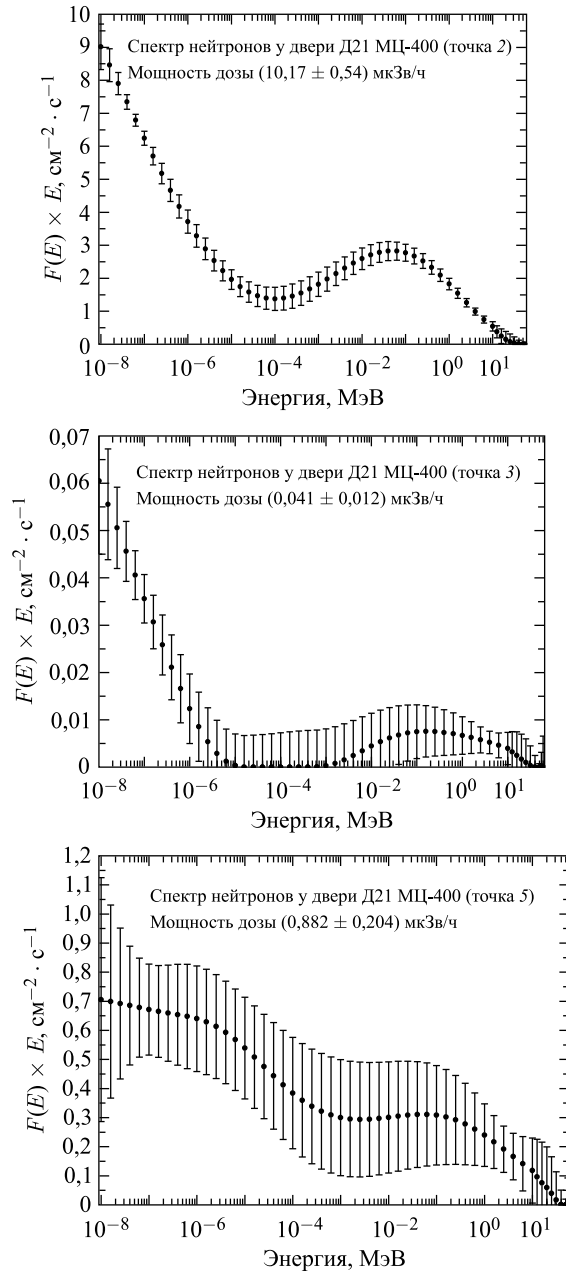 10
9
8
7
6
5
4
3
2
1
0
F(E) × E, см⁻² · с⁻¹
Спектр нейтронов у двери Д21 МЦ-400 (точка 2)
Мощность дозы (10,17 ± 0,54) мкЗв/ч
10⁻⁸ 10⁻⁶ 10⁻⁴ 10⁻² 10⁰ 10¹
Энергия, МэВ
0,07
0,06
0,05
0,04
0,03
0,02
0,01
0
F(E) × E, см⁻² · с⁻¹
Спектр нейтронов у двери Д21 МЦ-400 (точка 3)
Мощность дозы (0,041 ± 0,012) мкЗв/ч
10⁻⁸ 10⁻⁶ 10⁻⁴ 10⁻² 10⁰ 10¹
Энергия, МэВ
1,2
1,1
1,0
0,9
0,8
0,7
0,6
0,5
0,4
0,3
0,2
0,1
0
F(E) × E, см⁻² · с⁻¹
Спектр нейтронов у двери Д21 МЦ-400 (точка 5)
Мощность дозы (0,882 ± 0,204) мкЗв/ч
10⁻⁸ 10⁻⁶ 10⁻⁴ 10⁻² 10⁰ 10¹
Энергия, МэВ